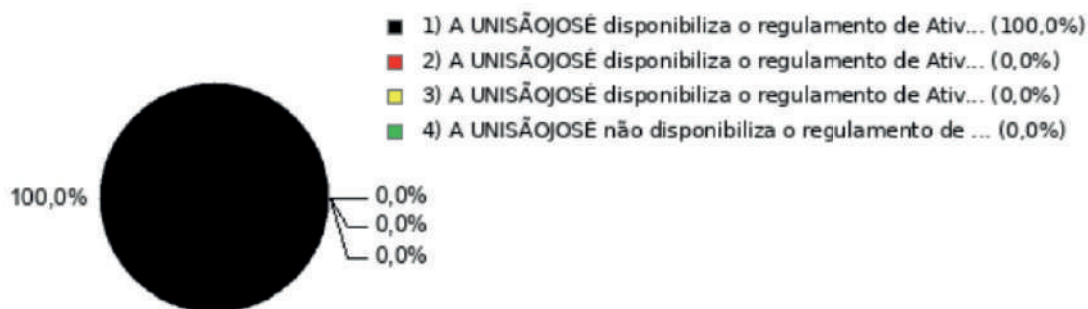 1) A UNISÃOJOSÉ disponibiliza o regulamento de Ativ... (100,0%)
2) A UNISÃOJOSÉ disponibiliza o regulamento de Ativ... (0,0%)
3) A UNISÃOJOSÉ disponibiliza o regulamento de Ativ... (0,0%)
4) A UNISÃOJOSÉ não disponibiliza o regulamento de ... (0,0%)
100,0%
0,0%
0,0%
0,0%